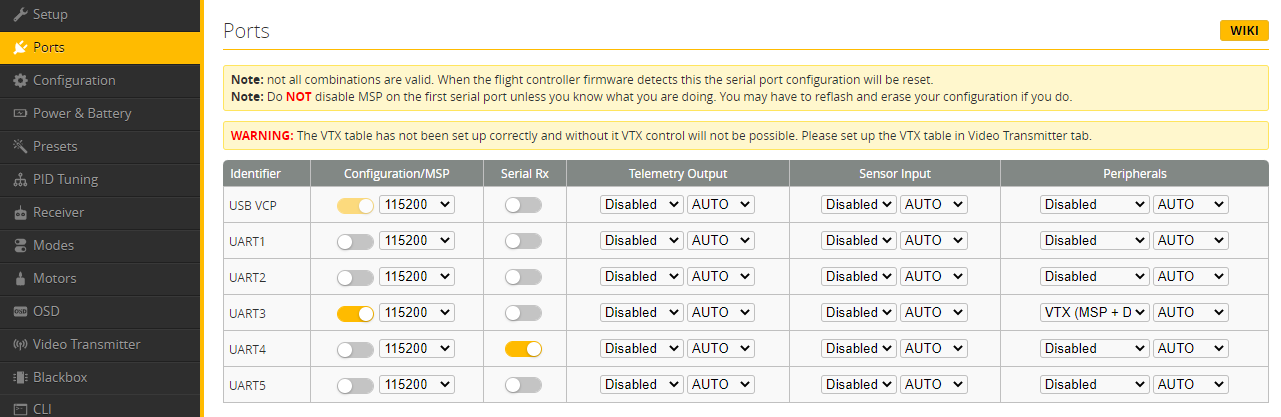 Setup
Ports
Configuration
Power & Battery
Presets
PID Tuning
Receiver
Modes
Motors
OSD
Video Transmitter
Blackbox
CLI
Ports
WIKI
Note: not all combinations are valid. When the flight controller firmware detects this the serial port configuration will be reset.
Note: Do NOT disable MSP on the first serial port unless you know what you are doing. You may have to reflash and erase your configuration if you do.
WARNING: The VTX table has not been set up correctly and without it VTX control will not be possible. Please set up the VTX table in Video Transmitter tab.
Identifier Configuration/MSP Serial Rx Telemetry Output Sensor Input Peripherals
USB VCP 115200 Disabled AUTO Disabled AUTO Disabled AUTO
UART1 115200 Disabled AUTO Disabled AUTO Disabled AUTO
UART2 115200 Disabled AUTO Disabled AUTO Disabled AUTO
UART3 115200 Disabled AUTO Disabled AUTO VTX (MSP + D AUTO
UART4 115200 Disabled AUTO Disabled AUTO Disabled AUTO
UART5 115200 Disabled AUTO Disabled AUTO Disabled AUTO